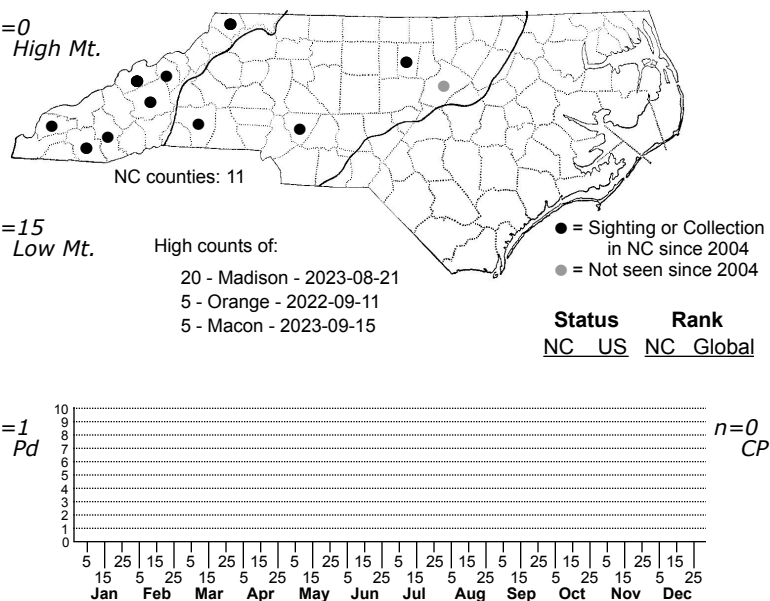 =0
High Mt.
NC counties: 11
=15
Low Mt.
High counts of:
20 - Madison - 2023-08-21
5 - Orange - 2022-09-11
5 - Macon - 2023-09-15
= Sighting or Collection
in NC since 2004
= Not seen since 2004
Status Rank
NC US NC Global
=1
Pd
n=0
CP
10
9
8
7
6
5
4
3
2
1
0
5 25 15 5 25 15 5 25 15 5 25 15 5 25 15 5 25 15
15 5 25 15 5 25 15 5 25 15 5 25 15 5 25 15 5 25
Jan Feb Mar Apr May Jun Jul Aug Sep Oct Nov Dec